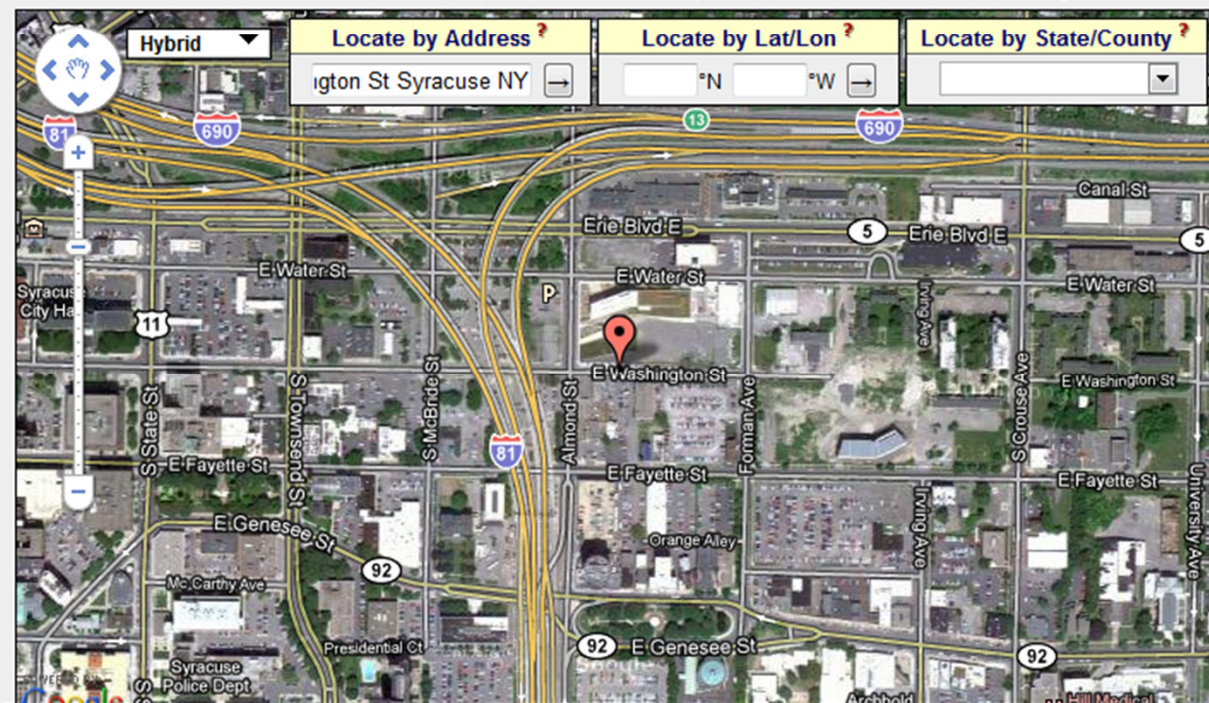 Hybrid
Locate by Address ?
ngton St Syracuse NY
→
Locate by Lat/Lon ?
°N
°W
→
Locate by State/County ?
81
690
13
690
Canal St
Erie Blvd E
5
Erie Blvd E
5
E Water St
E Water St
E Water St
Syracuse
City Ha
P
11
Irving Ave
E Washington St
E Washington St
S State St
S Townsend St
S McBride St
Almond St
Forman Ave
S Crouse Ave
81
E Fayette St
E Fayette St
E Fayette St
University Ave
E Genesee St
Orange Alley
Irving Ave
92
Mc Carthy Ave
Presidential Ct
92
E Genesee St
92
Syracuse
Police Dept
POWERED BY
Google
Archbold
Hill Medical